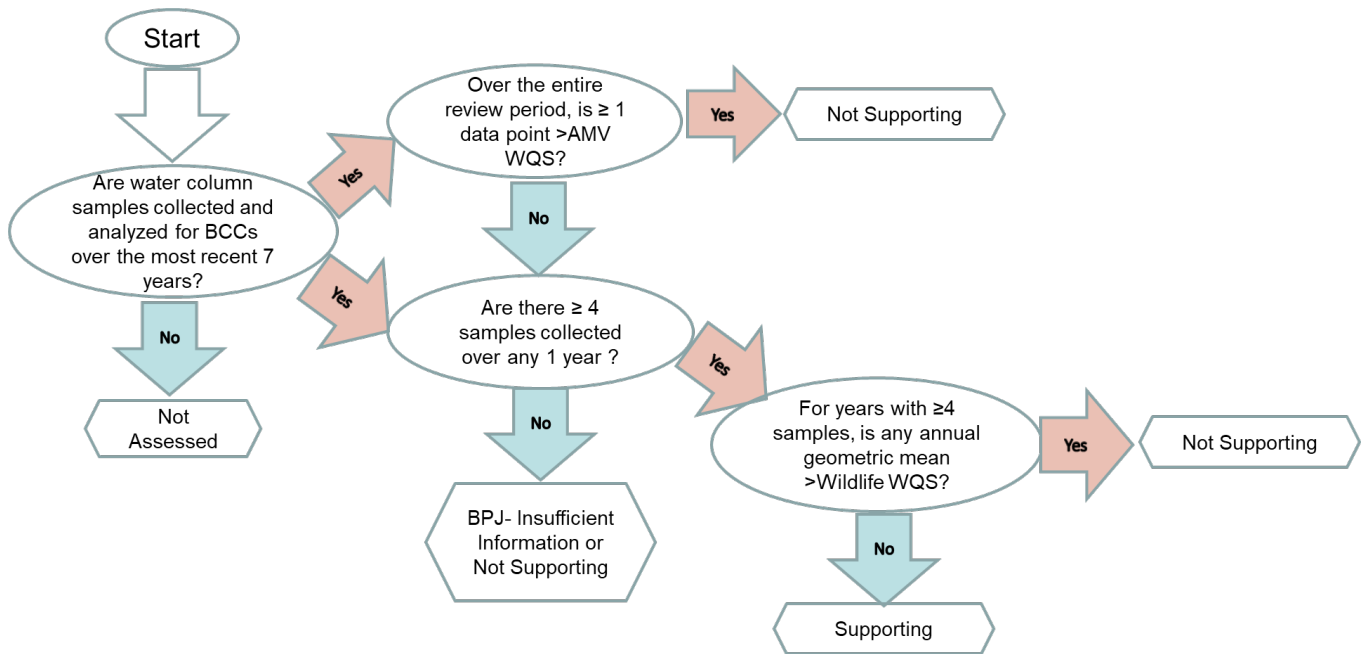 Start
Are water column
samples collected and
analyzed for BCCs
over the most recent 7
years?
No
Not
Assessed
Yes
Yes
Over the entire
review period, is ≥ 1
data point >AMV
WQS?
Yes
Not Supporting
No
Are there ≥ 4
samples collected
over any 1 year ?
No
BPJ- Insufficient
Information or
Not Supporting
Yes
For years with ≥4
samples, is any annual
geometric mean
>Wildlife WQS?
Yes
Not Supporting
No
Supporting